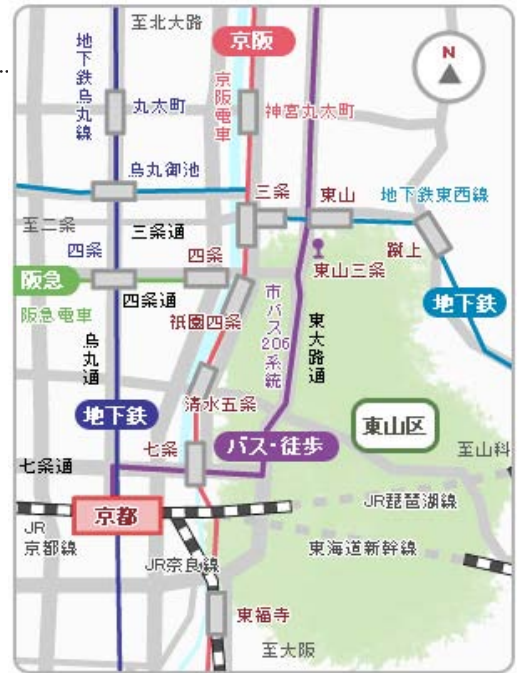 至北大路
京阪
N
地下鉄烏丸線
丸太町
京阪電車
神宮丸太町
烏丸御池
三条
東山
地下鉄東西線
至二条
三条通
蹴上
四条
四条
東山三条
阪急
四条通
地下鉄
阪急電車
祇園四条
市バス206系統
東大路通
烏丸通
清水五条
地下鉄
七条
バス・徒歩
東山区
七条通
至山科
京都
JR琵琶湖線
JR
京都線
東海道新幹線
JR奈良線
東福寺
至大阪